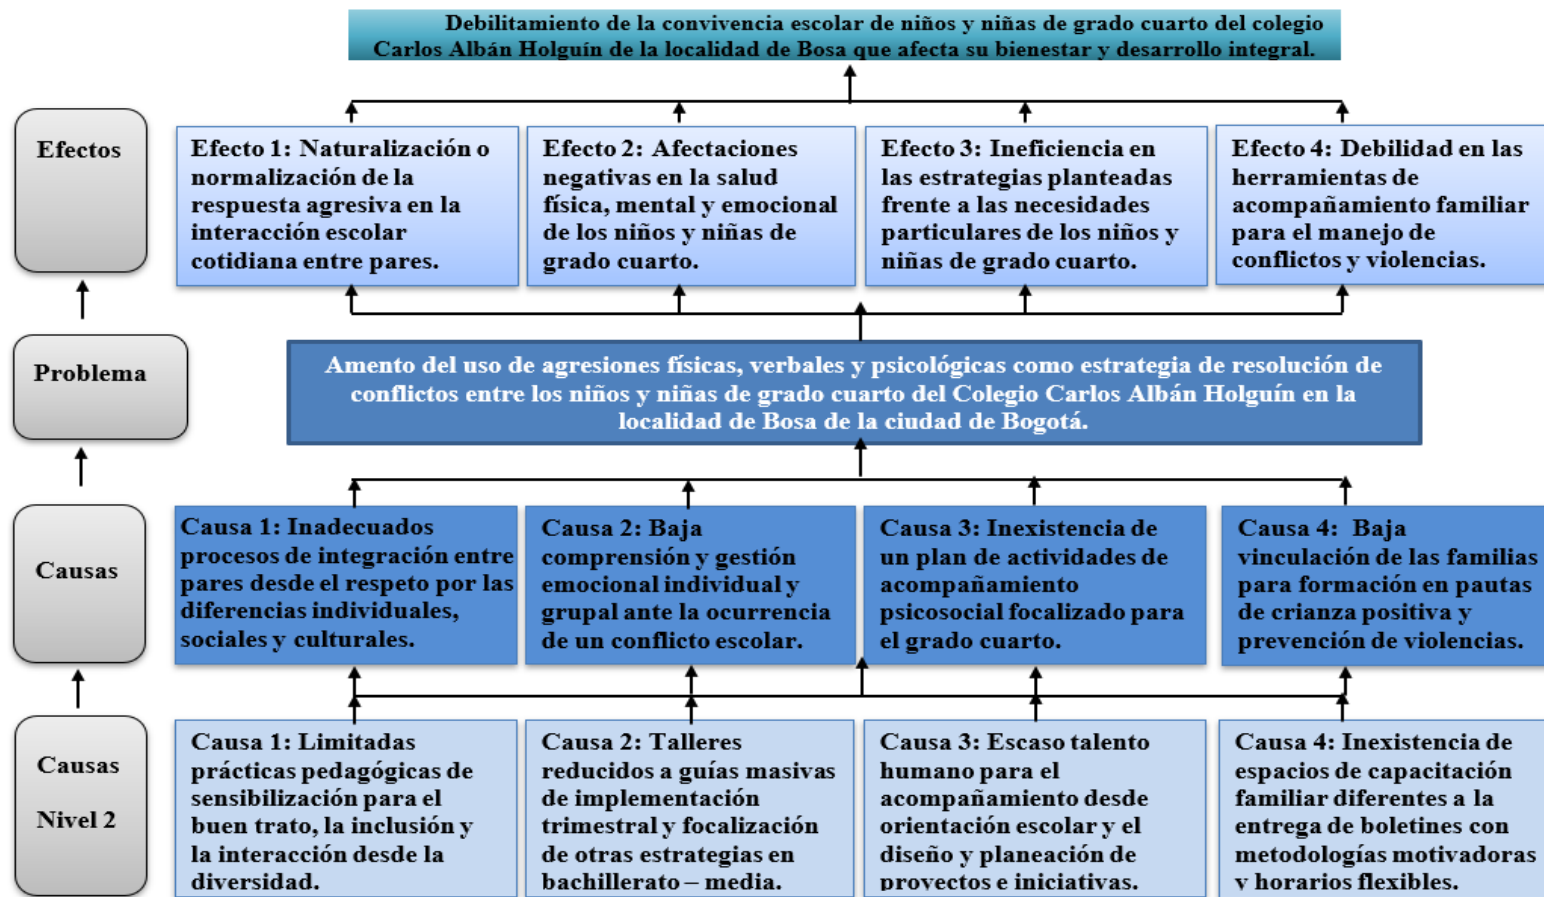 Debilitamiento de la convivencia escolar de niños y niñas de grado cuarto del colegio
Carlos Albán Holguín de la localidad de Bosa que afecta su bienestar y desarrollo integral.
Efectos
Efecto 1: Naturalización o
normalización de la
respuesta agresiva en la
interacción escolar
cotidiana entre pares.
Efecto 2: Afectaciones
negativas en la salud
física, mental y emocional
de los niños y niñas de
grado cuarto.
Efecto 3: Ineficiencia en
las estrategias planteadas
frente a las necesidades
particulares de los niños y
niñas de grado cuarto.
Efecto 4: Debilidad en las
herramientas de
acompañamiento familiar
para el manejo de
conflictos y violencias.
Problema
Amento del uso de agresiones físicas, verbales y psicológicas como estrategia de resolución de
conflictos entre los niños y niñas de grado cuarto del Colegio Carlos Albán Holguín en la
localidad de Bosa de la ciudad de Bogotá.
Causas
Causa 1: Inadecuados
procesos de integración entre
pares desde el respeto por las
diferencias individuales,
sociales y culturales.
Causa 2: Baja
comprensión y gestión
emocional individual y
grupal ante la ocurrencia
de un conflicto escolar.
Causa 3: Inexistencia de
un plan de actividades de
acompañamiento
psicosocial focalizado para
el grado cuarto.
Causa 4: Baja
vinculación de las familias
para formación en pautas
de crianza positiva y
prevención de violencias.
Causas
Nivel 2
Causa 1: Limitadas
prácticas pedagógicas de
sensibilización para el
buen trato, la inclusión y
la interacción desde la
diversidad.
Causa 2: Talleres
reducidos a guías masivas
de implementación
trimestral y focalización
de otras estrategias en
bachillerato – media.
Causa 3: Escaso talento
humano para el
acompañamiento desde
orientación escolar y el
diseño y planeación de
proyectos e iniciativas.
Causa 4: Inexistencia de
espacios de capacitación
familiar diferentes a la
entrega de boletines con
metodologías motivadoras
y horarios flexibles.